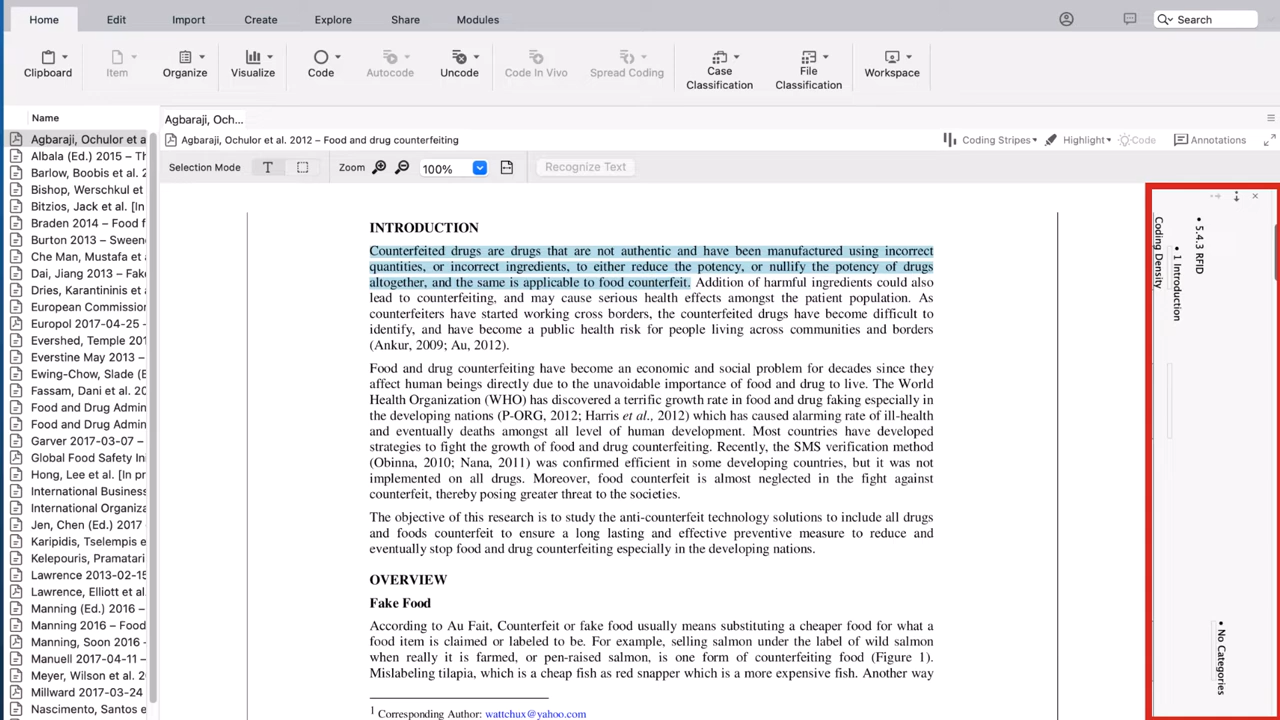 Home Edit Import Create Explore Share Modules Search
Clipboard Item Organize Visualize Code Autocode Uncode Code In Vivo Spread Coding Case Classification File Classification Workspace
Name
Agbaraji, Ochulor et a
Albala (Ed.) 2015 – Th
Barlow, Boobis et al. 2
Bishop, Werschkul et
Bitzios, Jack et al. [In
Braden 2014 – Food f
Burton 2013 – Sween
Che Man, Mustafa et
Dai, Jiang 2013 – Fake
Dries, Karantininis et
Europol 2017-04-25 –
Evershed, Temple 201
Everstine May 2013 –
Ewing-Chow, Slade (E
Fassam, Dani et al. 20
Food and Drug Admin
Food and Drug Admin
Garver 2017-03-07 –
Global Food Safety In
Hong, Lee et al. [In pr
International Business
International Organiza
Jen, Chen (Ed.) 2017
Karipidis, Tselempis e
Kelepouris, Pramatari
Lawrence 2013-02-15
Lawrence, Elliott et al
Manning (Ed.) 2016 –
Manning 2016 – Food
Manning, Soon 2016 –
Manuell 2017-04-11 –
Meyer, Wilson et al. 2
Millward 2017-03-24
Nascimento, Santos e
Agbaraji, Och...
Agbaraji, Ochulor et al. 2012 – Food and drug counterfeiting
Coding Stripes Highlight Code Annotations
Selection Mode T Zoom 100% Recognize Text
INTRODUCTION
Counterfeited drugs are drugs that are not authentic and have been manufactured using incorrect
quantities, or incorrect ingredients, to either reduce the potency, or nullify the potency of drugs
altogether, and the same is applicable to food counterfeit. Addition of harmful ingredients could also
lead to counterfeiting, and may cause serious health effects amongst the patient population. As
counterfeiters have started working cross borders, the counterfeited drugs have become difficult to
identify, and have become a public health risk for people living across communities and borders
(Ankur, 2009; Au, 2012).
Food and drug counterfeiting have become an economic and social problem for decades since they
affect human beings directly due to the unavoidable importance of food and drug to live. The World
Health Organization (WHO) has discovered a terrific growth rate in food and drug faking especially in
the developing nations (P-ORG, 2012; Harris et al., 2012) which has caused alarming rate of ill-health
and eventually deaths amongst all level of human development. Most countries have developed
strategies to fight the growth of food and drug counterfeiting. Recently, the SMS verification method
(Obinna, 2010; Nana, 2011) was confirmed efficient in some developing countries, but it was not
implemented on all drugs. Moreover, food counterfeit is almost neglected in the fight against
counterfeit, thereby posing greater threat to the societies.
The objective of this research is to study the anti-counterfeit technology solutions to include all drugs
and foods counterfeit to ensure a long lasting and effective preventive measure to reduce and
eventually stop food and drug counterfeiting especially in the developing nations.
OVERVIEW
Fake Food
According to Au Fait, Counterfeit or fake food usually means substituting a cheaper food for what a
food item is claimed or labeled to be. For example, selling salmon under the label of wild salmon
when really it is farmed, or pen-raised salmon, is one form of counterfeiting food (Figure 1).
Mislabeling tilapia, which is a cheap fish as red snapper which is a more expensive fish. Another way
1 Corresponding Author: wattchux@yahoo.com
Coding Density
• 1 Introduction
• 5.4.3 RFID
• No Categories